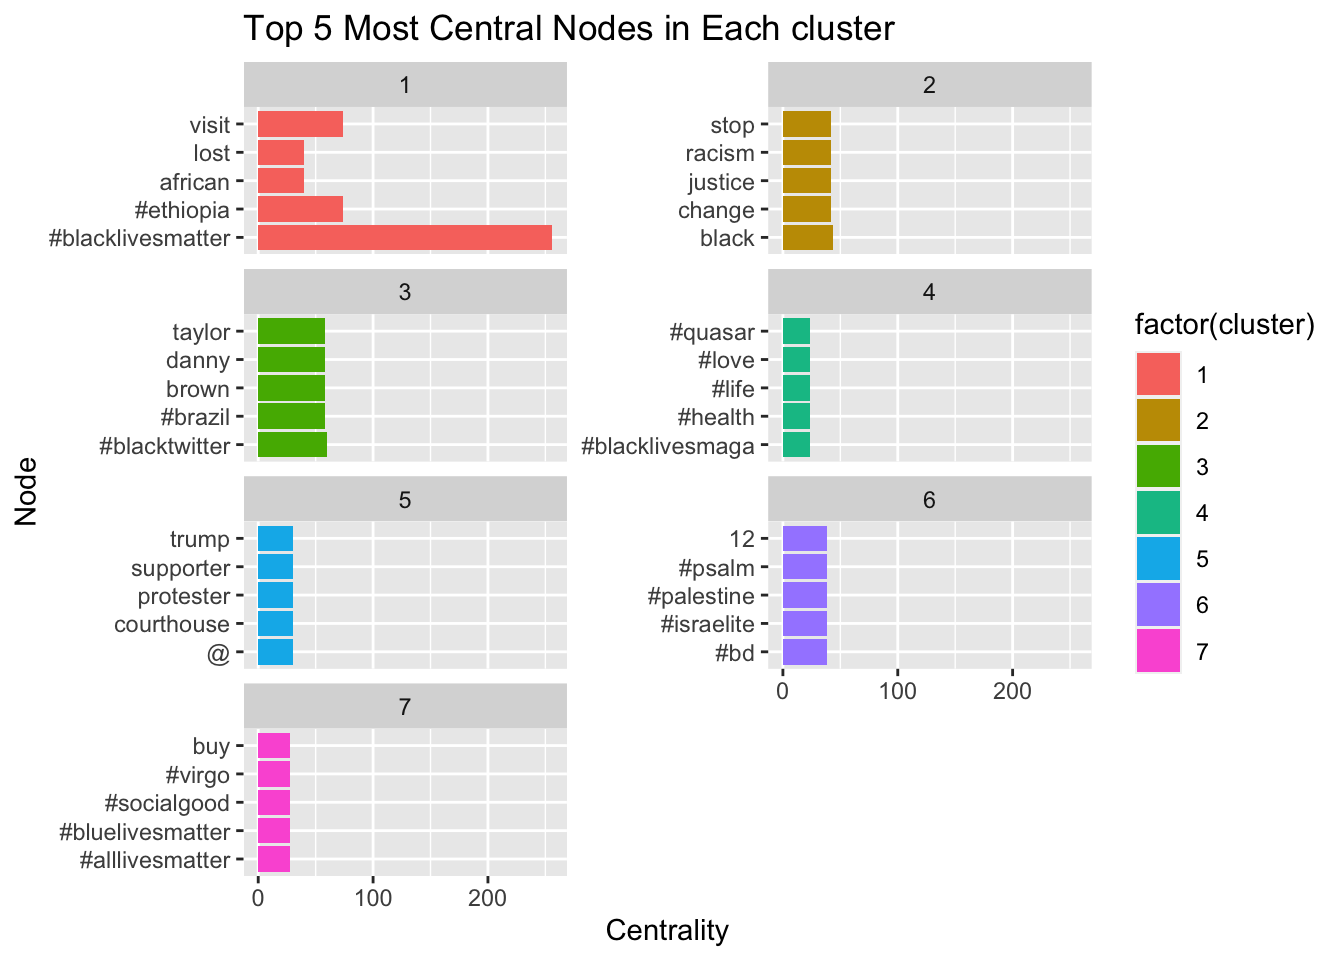 Top 5 Most Central Nodes in Each cluster
1
visit
lost
african
#ethiopia
#blacklivesmatter
2
stop
racism
justice
change
black
3
taylor
danny
brown
#brazil
#blacktwitter
4
#quasar
#love
#life
#health
#blacklivesmaga
5
trump
supporter
protester
courthouse
@
6
12
#psalm
#palestine
#israelite
#bd
0 100 200
7
buy
#virgo
#socialgood
#bluelivesmatter
#alllivesmatter
0 100 200
Centrality
Node
factor(cluster)
1
2
3
4
5
6
7